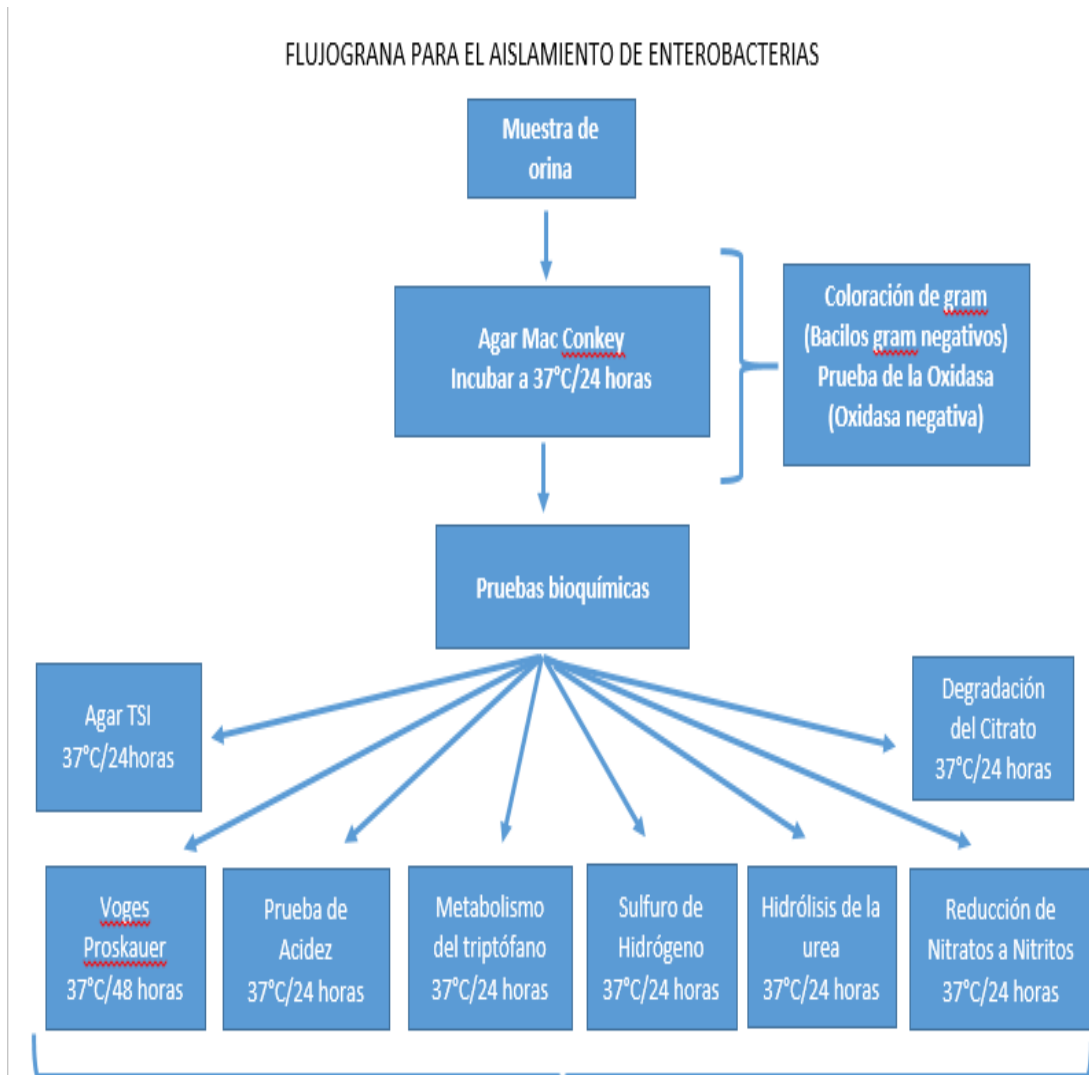 FLUJOGRANA PARA EL AISLAMIENTO DE ENTEROBACTERIAS
Muestra de
orina
Agar Mac Conkey
Incubar a 37°C/24 horas
Coloración de gram
(Bacilos gram negativos)
Prueba de la Oxidasa
(Oxidasa negativa)
Pruebas bioquímicas
Agar TSI
37°C/24horas
Degradación
del Citrato
37°C/24 horas
Voges
Proskauer
37°C/48 horas
Prueba de
Acidez
37°C/24 horas
Metabolismo
del triptófano
37°C/24 horas
Sulfuro de
Hidrógeno
37°C/24 horas
Hidrólisis de la
urea
37°C/24 horas
Reducción de
Nitratos a Nitritos
37°C/24 horas